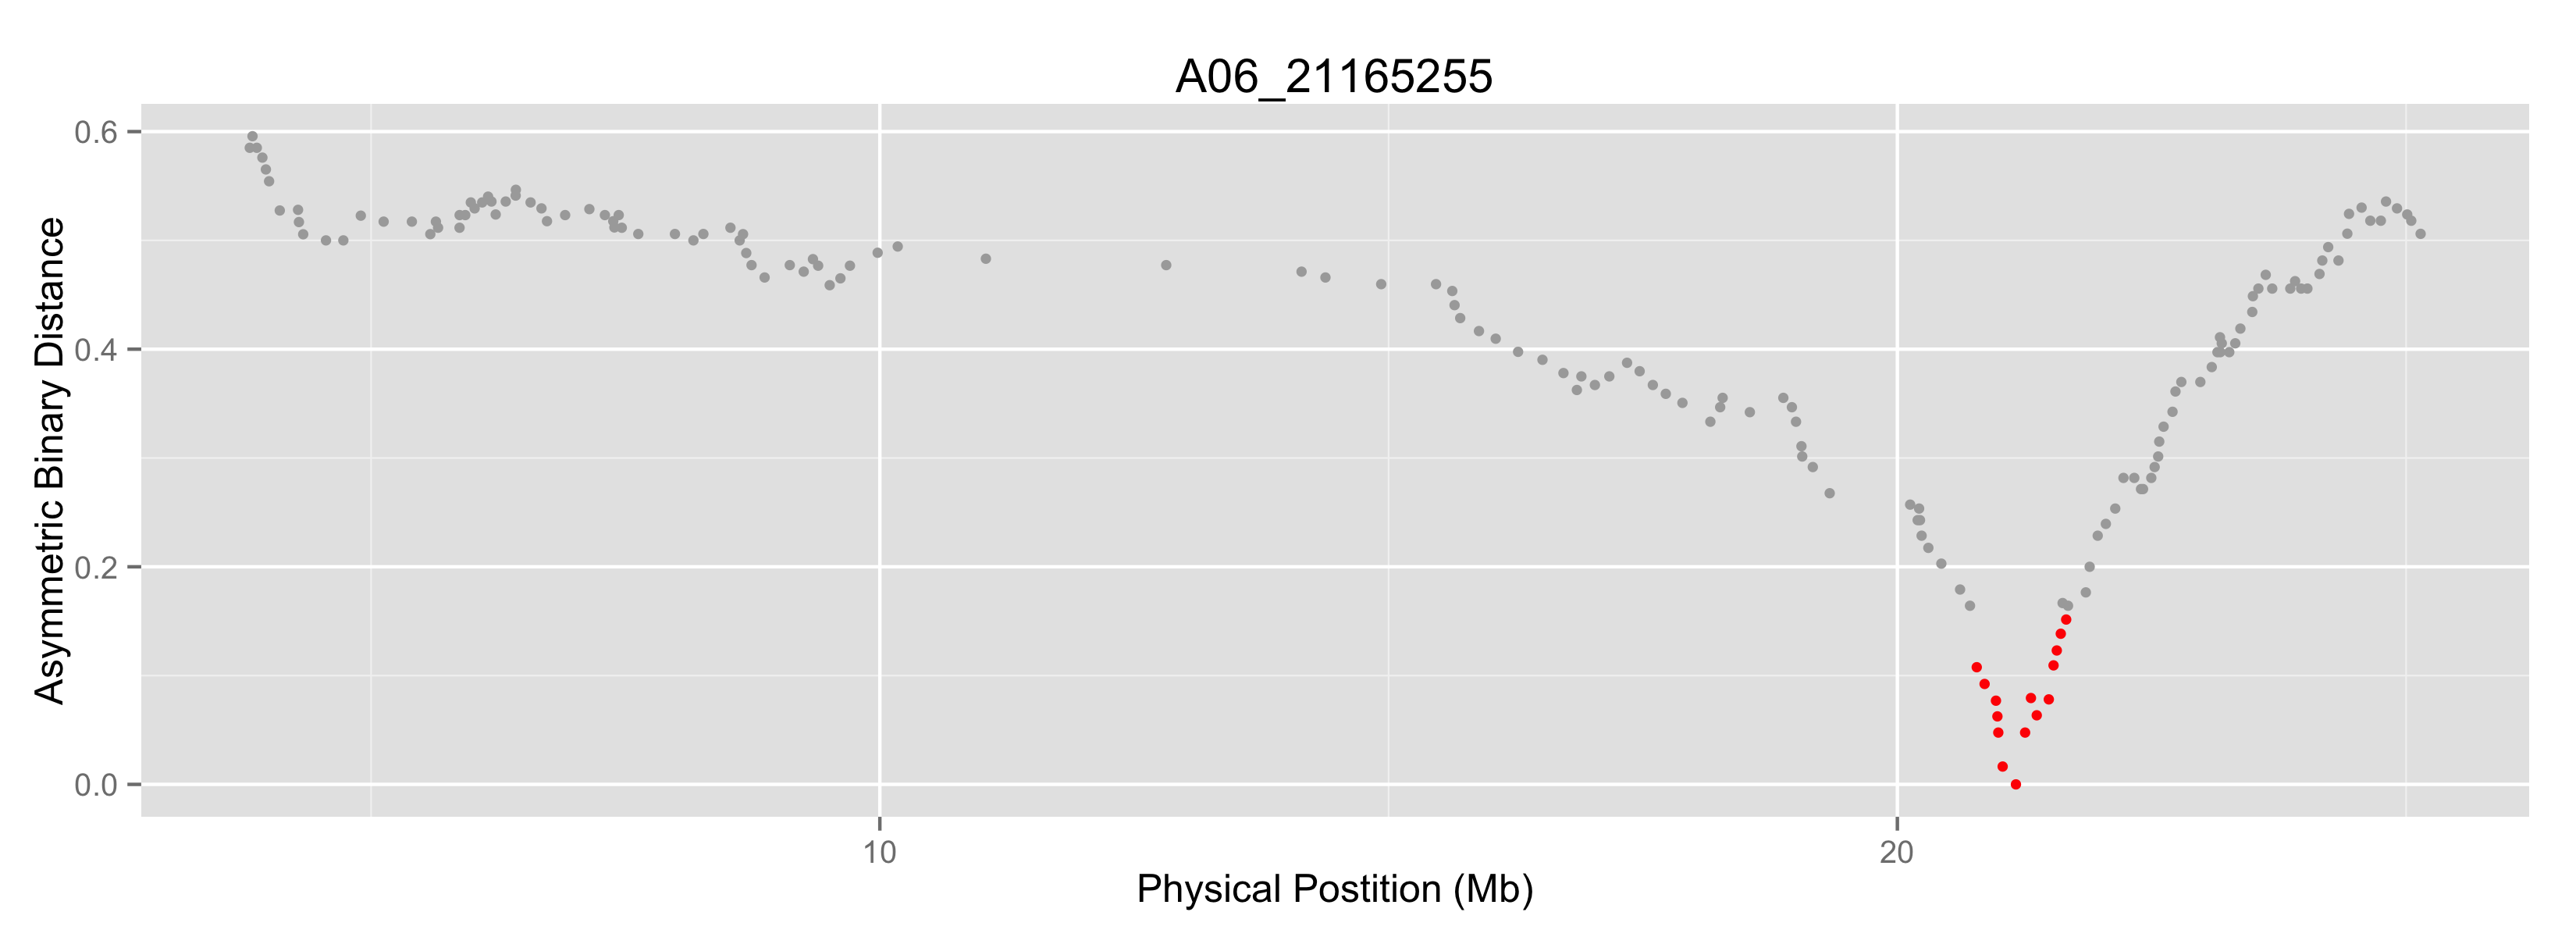 A06_21165255
Asymmetric Binary Distance
0.6
0.4
0.2
0.0
10 20
Physical Postition (Mb)